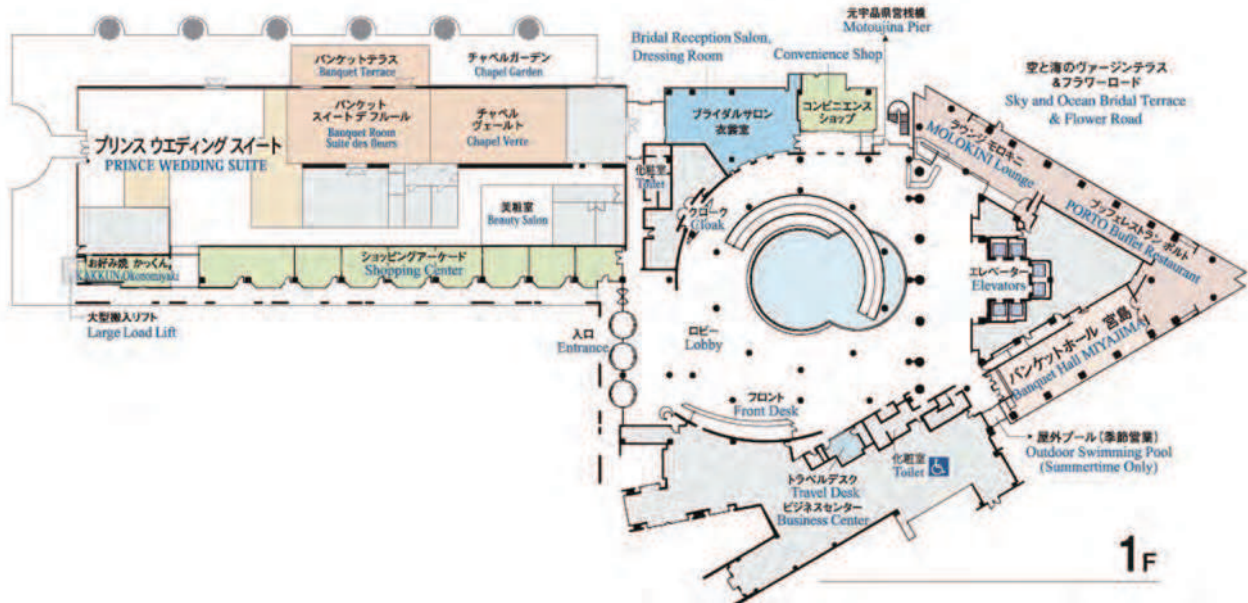 元宇品県営桟橋
Motoujina Pier
Bridal Reception Salon,
Dressing Room
Convenience Shop
バンケットテラス
Banquet Terrace
チャペルガーデン
Chapel Garden
空と海のヴァージンテラス
&フラワーロード
Sky and Ocean Bridal Terrace
& Flower Road
バンケット
スイート デ フルール
Banquet Room
Suite des fleurs
チャペル
ヴェールト
Chapel Verte
ブライダルサロン
衣裳室
コンビニエンス
ショップ
プリンス ウエディング スイート
PRINCE WEDDING SUITE
ラウンジ モロキニ
MOLOKINI Lounge
化粧室
Toilet
美粧室
Beauty Salon
クローク
Cloak
ブッフェレストラン ポルト
PORTO Buffet Restaurant
お好み焼 かっくん
KAKKUN,Okonomiyaki
ショッピングアーケード
Shopping Center
エレベーター
Elevators
大型搬入リフト
Large Load Lift
入口
Entrance
ロビー
Lobby
バンケットホール 宮島
Banquet Hall MIYAJIMA
フロント
Front Desk
屋外プール(季節営業)
Outdoor Swimming Pool
(Summertime Only)
化粧室
Toilet
トラベルデスク
Travel Desk
ビジネスセンター
Business Center
1F